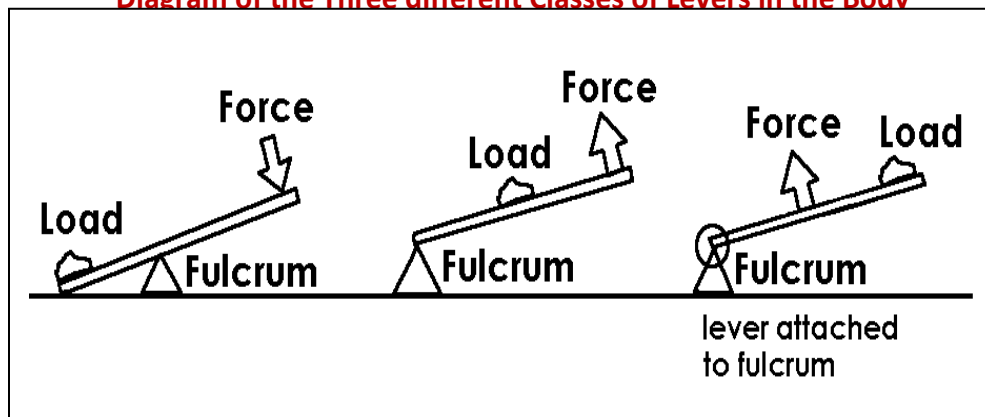 Diagram of the Three different Classes of Levers in the Body
Force
Load
Fulcrum
Force
Load
Fulcrum
Force
Load
Fulcrum
lever attached
to fulcrum